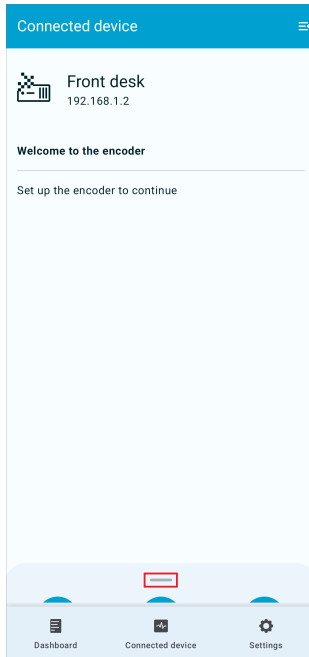 Connected device
Front desk
192.168.1.2
Welcome to the encoder
Set up the encoder to continue
Dashboard
Connected device
Settings